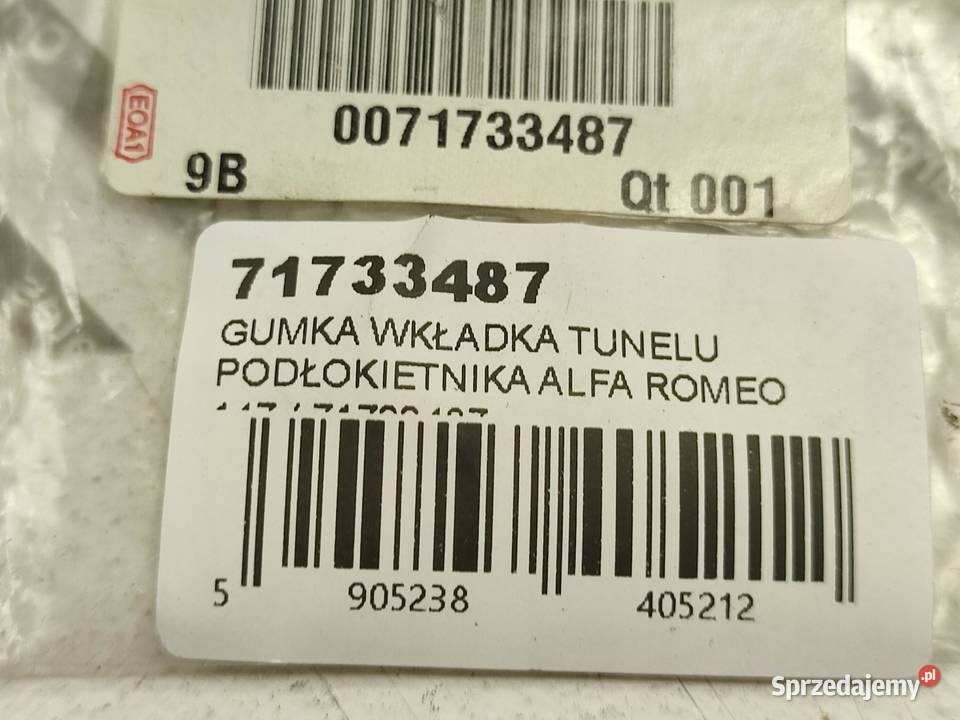 0071733487
EOA1
9B
Qt 001
71733487
GUMKA WKŁADKA TUNELU
PODŁOKIETNIKA ALFA ROMEO
5 905238 405212
Sprzedajemy.pl